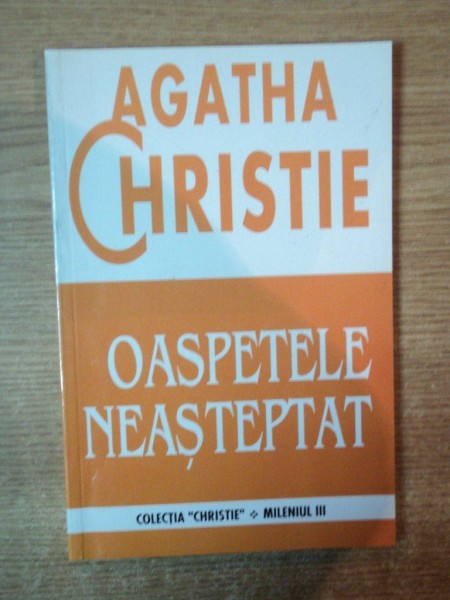 AGATHA
CHRISTIE
OASPETELE
NEAȘTEPTAT
COLECȚIA "CHRISTIE" ❖ MILENIUL III